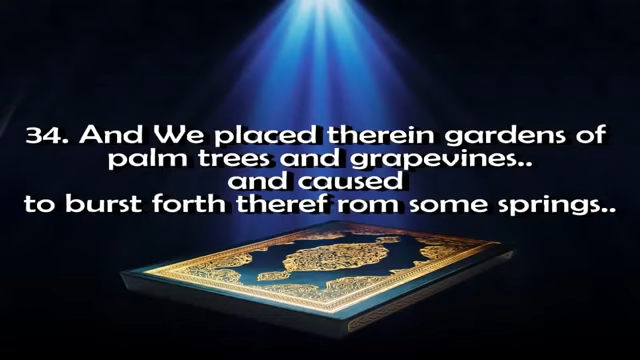 34. And We placed therein gardens of
palm trees and grapevines..
and caused
to burst forth theref rom some springs..